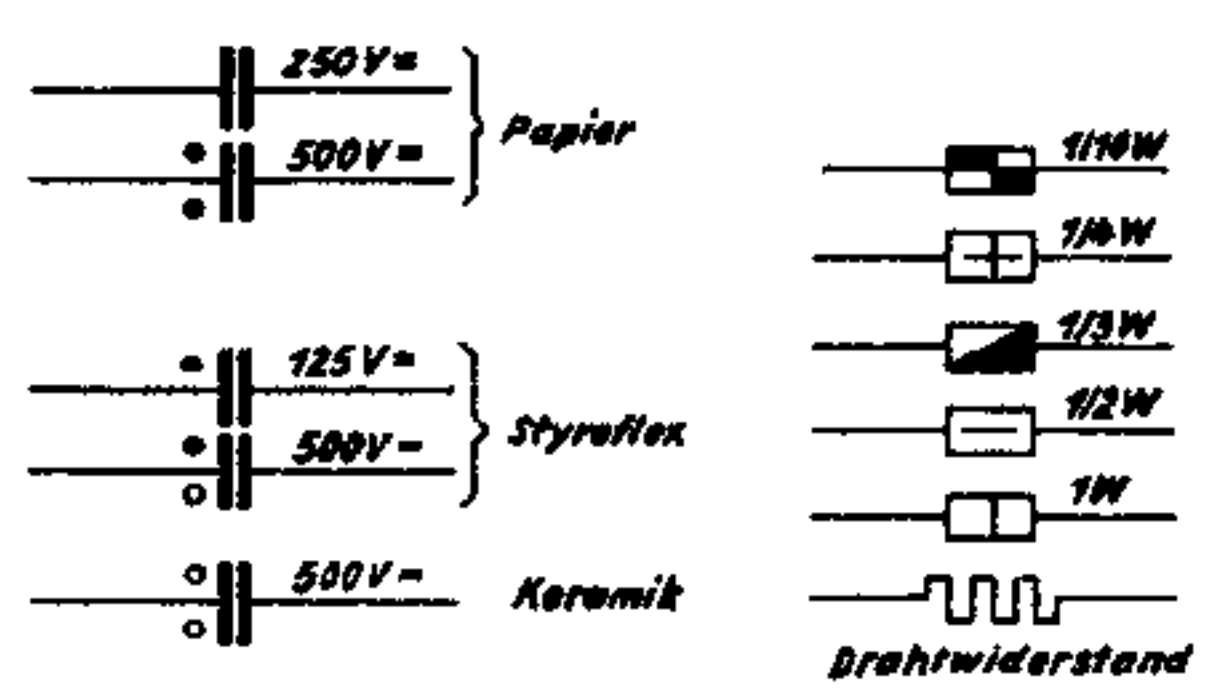 250V=
500V=
Papier
125V=
500V-
Styroflex
500V-
Keramik
1/10W
1/4W
1/3W
1/2W
1W
Drahtwiderstand